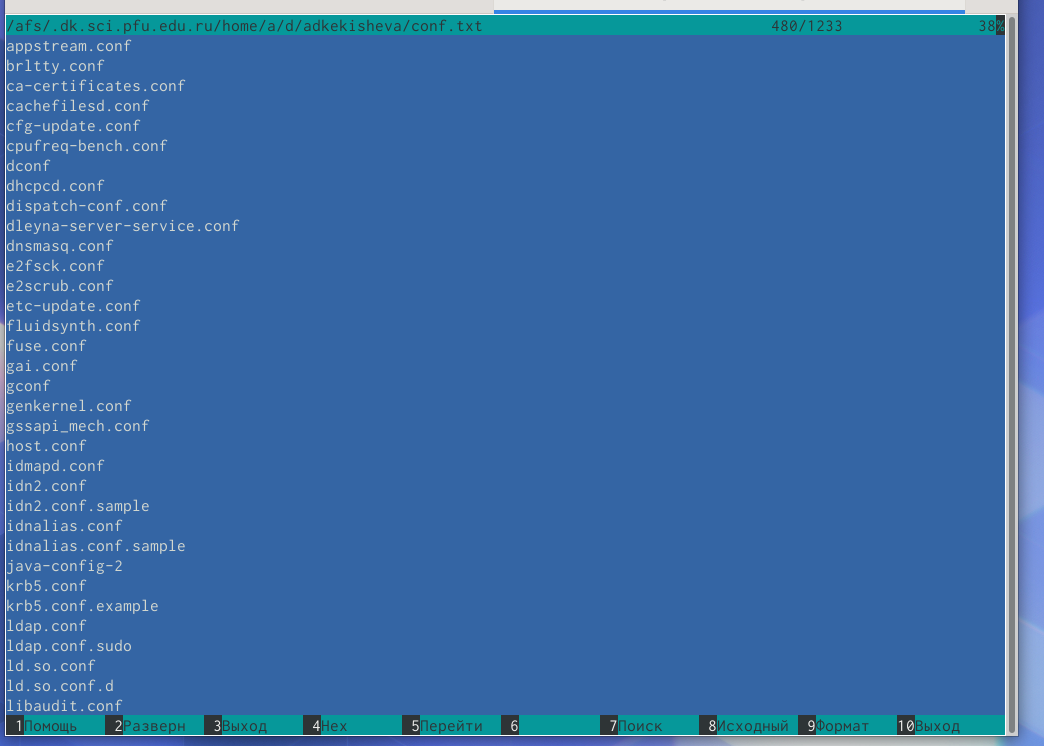 /afs/.dk.sci.pfu.edu.ru/home/a/d/adkekisheva/conf.txt 480/1233 38%
appstream.conf
brltty.conf
ca-certificates.conf
cachefilesd.conf
cfg-update.conf
cpufreq-bench.conf
dconf
dhcpcd.conf
dispatch-conf.conf
dleyna-server-service.conf
dnsmasq.conf
e2fsck.conf
e2scrub.conf
etc-update.conf
fluidsynth.conf
fuse.conf
gai.conf
gconf
genkernel.conf
gssapi_mech.conf
host.conf
idmapd.conf
idn2.conf
idn2.conf.sample
idnalias.conf
idnalias.conf.sample
java-config-2
krb5.conf
krb5.conf.example
ldap.conf
ldap.conf.sudo
ld.so.conf
ld.so.conf.d
libaudit.conf
1Помощь 2Разверн 3Выход 4Hex 5Перейти 6 7Поиск 8Исходный 9Формат 10Выход